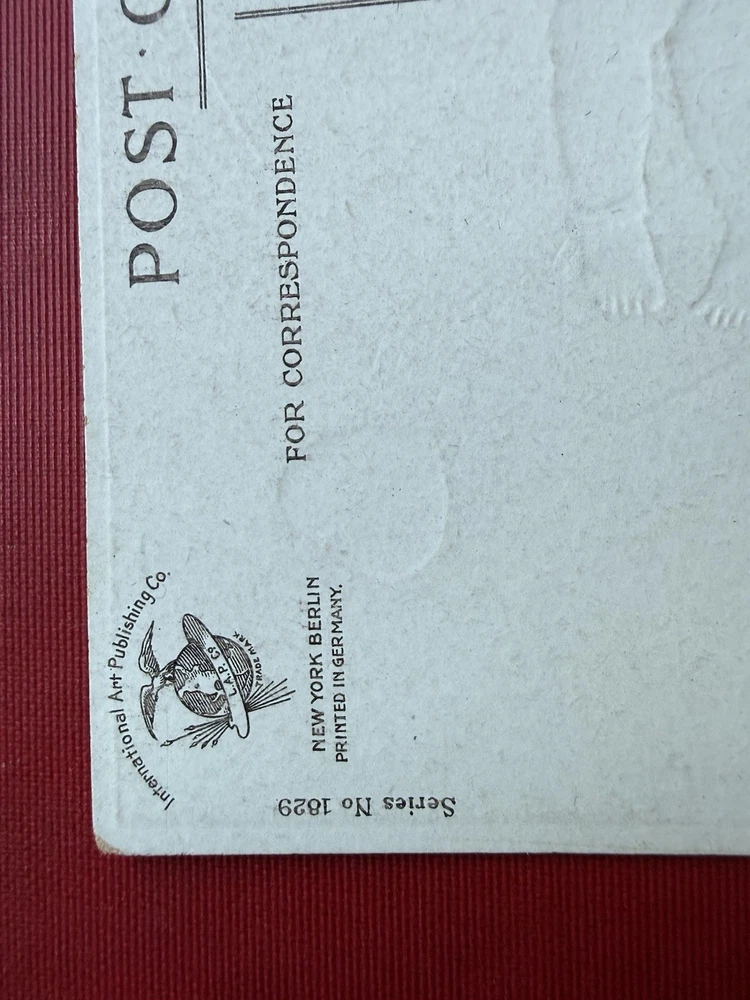 POST·C
FOR CORRESPONDENCE
International Art Publishing Co.
I.A.P. Co.
TRADE MARK
NEW YORK BERLIN
PRINTED IN GERMANY.
Series No 1829